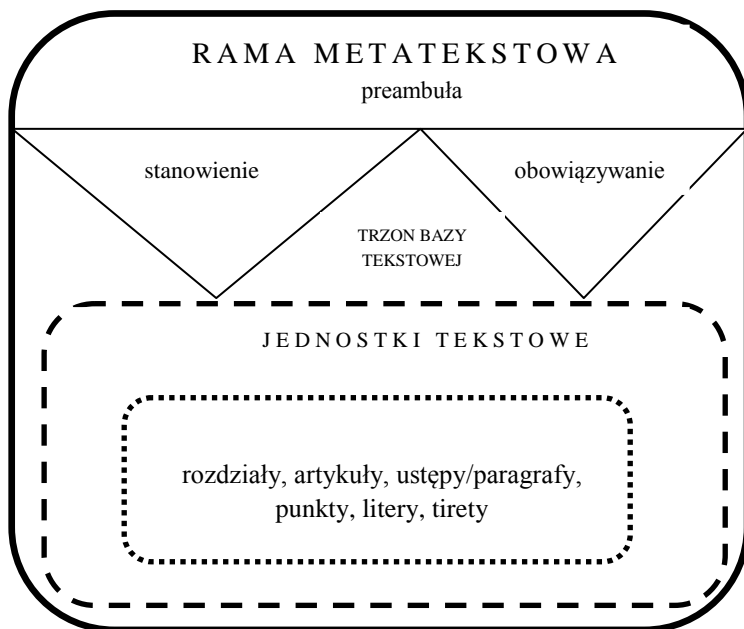 RAMA METATEKSTOWA
preambuła
stanowienie
obowiązywanie
TRZON BAZY
TEKSTOWEJ
JEDNOSTKI TEKSTOWE
rozdziały, artykuły, ustępy/paragrafy,
punkty, litery, tirety